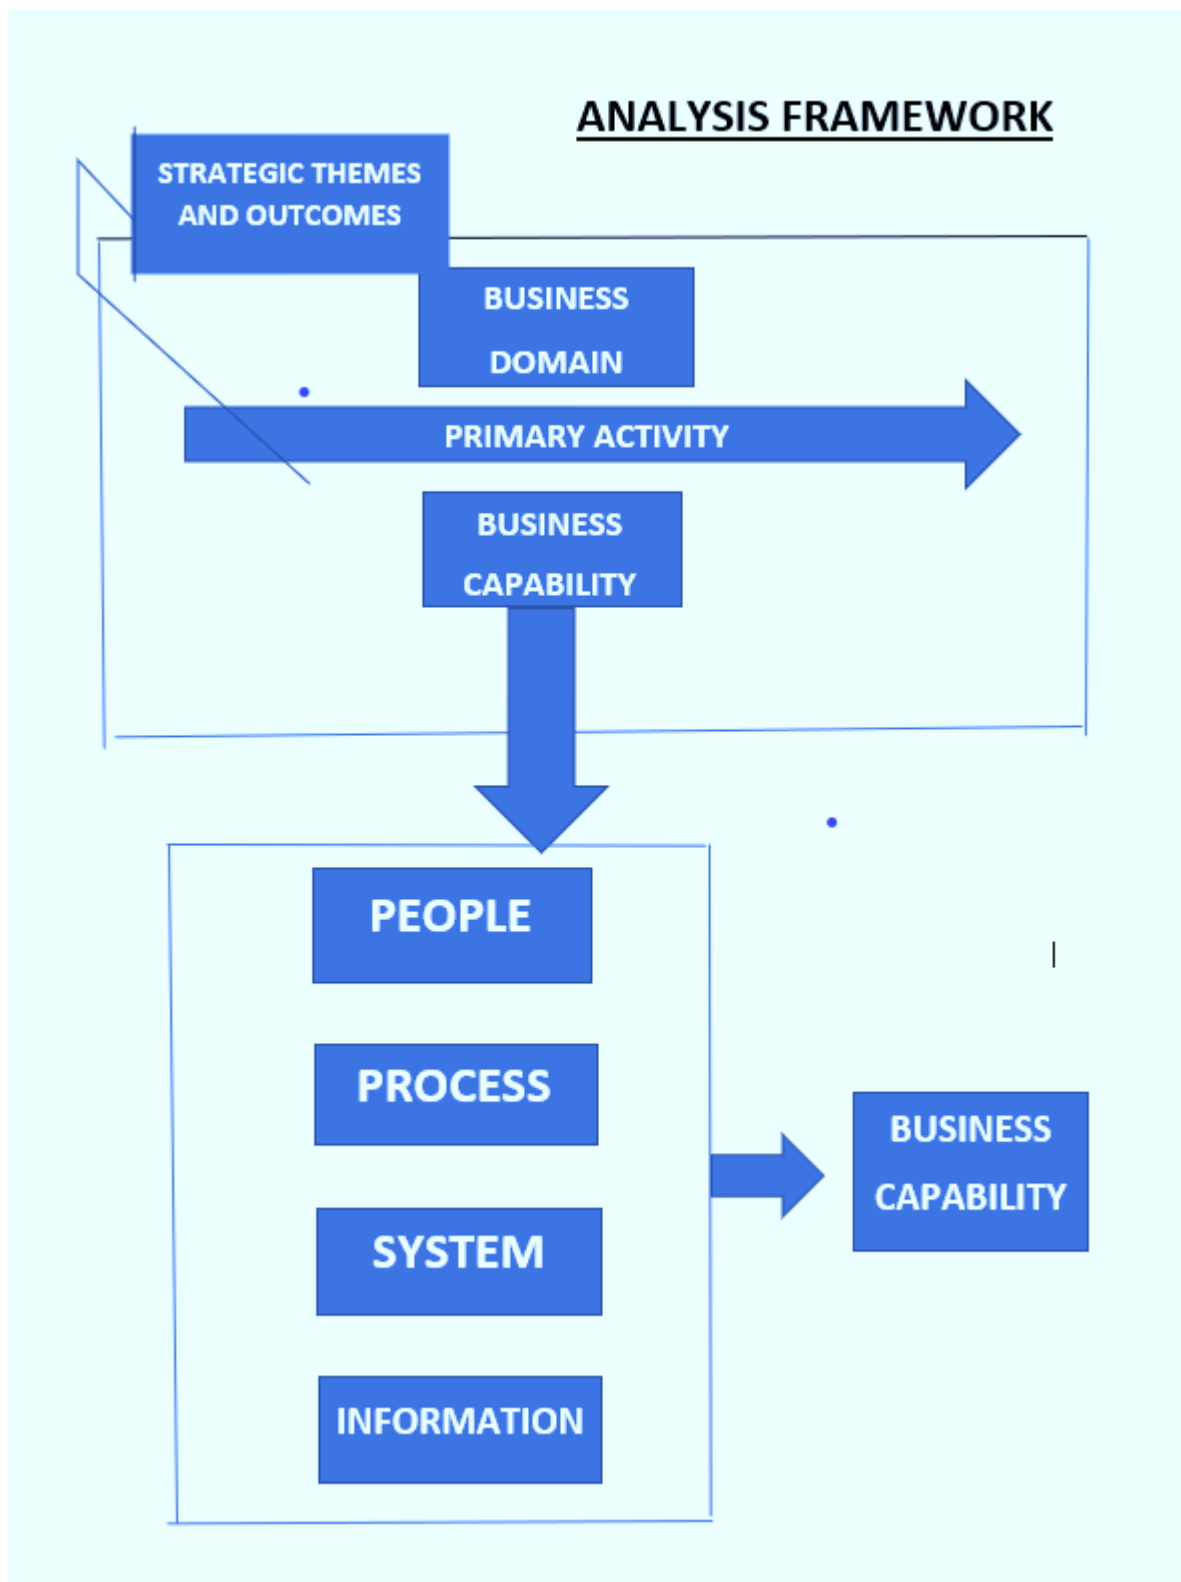 ANALYSIS FRAMEWORK
STRATEGIC THEMES
AND OUTCOMES
BUSINESS
DOMAIN
PRIMARY ACTIVITY
BUSINESS
CAPABILITY
PEOPLE
PROCESS
SYSTEM
INFORMATION
BUSINESS
CAPABILITY